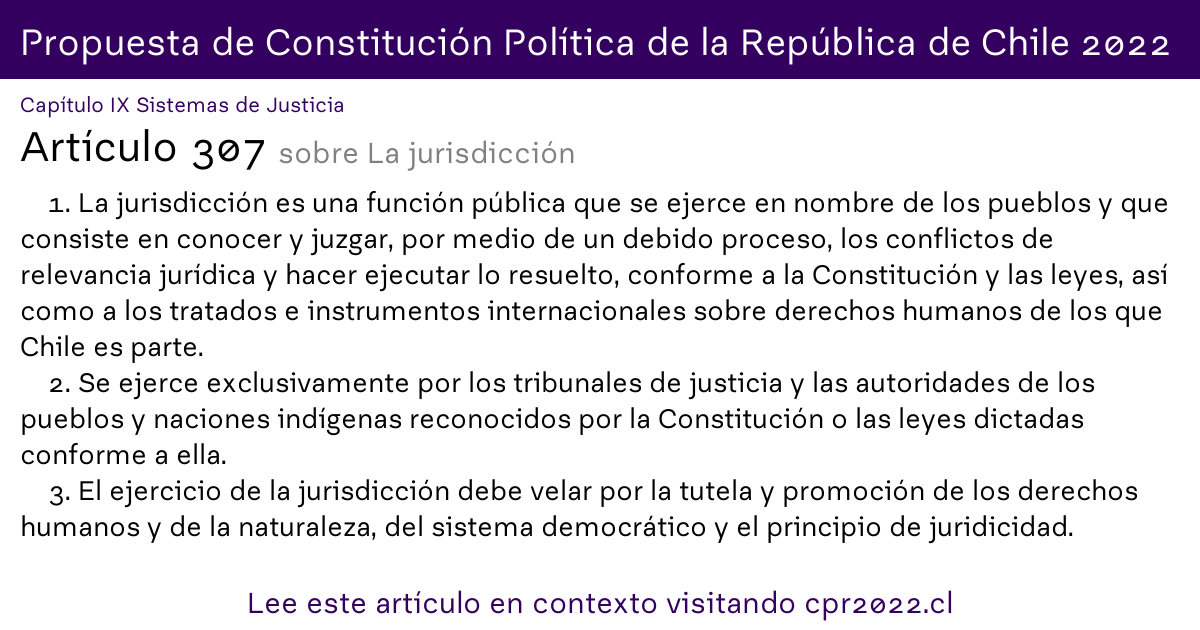 Propuesta de Constitución Política de la República de Chile 2022
Capítulo IX Sistemas de Justicia
Artículo 307 sobre La jurisdicción
1. La jurisdicción es una función pública que se ejerce en nombre de los pueblos y que
consiste en conocer y juzgar, por medio de un debido proceso, los conflictos de
relevancia jurídica y hacer ejecutar lo resuelto, conforme a la Constitución y las leyes, así
como a los tratados e instrumentos internacionales sobre derechos humanos de los que
Chile es parte.
2. Se ejerce exclusivamente por los tribunales de justicia y las autoridades de los
pueblos y naciones indígenas reconocidos por la Constitución o las leyes dictadas
conforme a ella.
3. El ejercicio de la jurisdicción debe velar por la tutela y promoción de los derechos
humanos y de la naturaleza, del sistema democrático y el principio de juridicidad.
Lee este artículo en contexto visitando cpr2022.cl